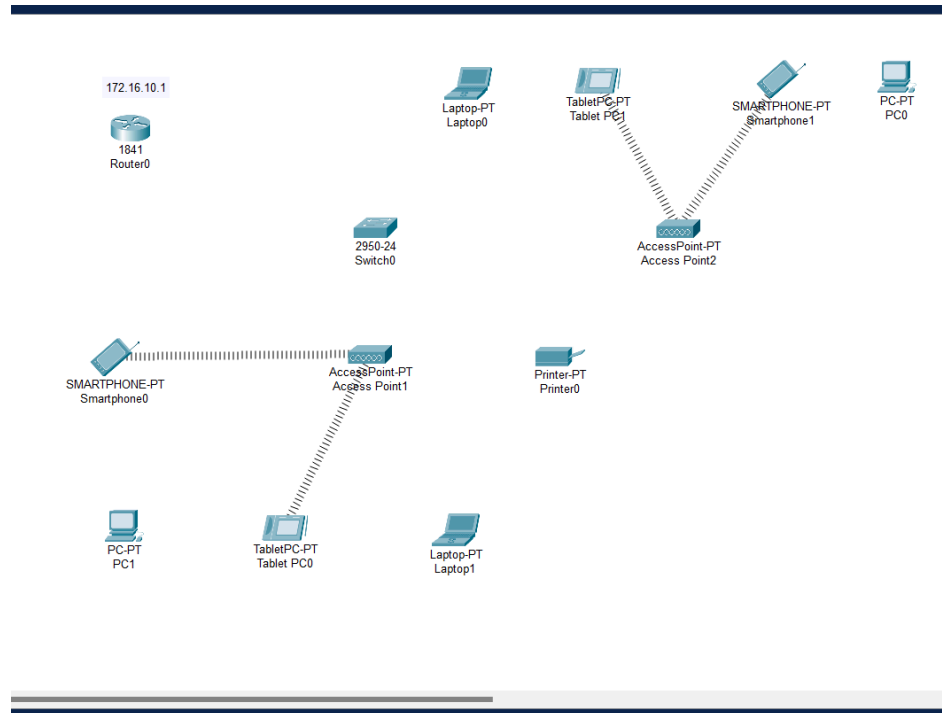 172.16.10.1
1841
Router0
Laptop-PT
Laptop0
TabletPC-PT
Tablet PC1
SMARTPHONE-PT
Smartphone1
PC-PT
PC0
2950-24
Switch0
AccessPoint-PT
Access Point2
SMARTPHONE-PT
Smartphone0
AccessPoint-PT
Access Point1
Printer-PT
Printer0
PC-PT
PC1
TabletPC-PT
Tablet PC0
Laptop-PT
Laptop1